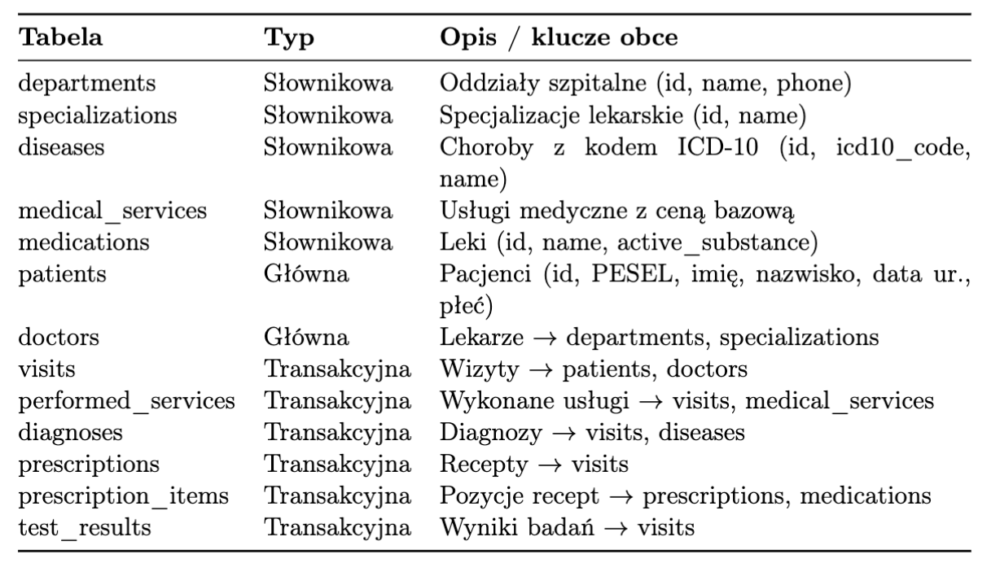 Tabela Typ Opis / klucze obce
departments Słownikowa Oddziały szpitalne (id, name, phone)
specializations Słownikowa Specjalizacje lekarskie (id, name)
diseases Słownikowa Choroby z kodem ICD-10 (id, icd10_code,
name)
medical_services Słownikowa Usługi medyczne z ceną bazową
medications Słownikowa Leki (id, name, active_substance)
patients Główna Pacjenci (id, PESEL, imię, nazwisko, data ur.,
płeć)
doctors Główna Lekarze → departments, specializations
visits Transakcyjna Wizyty → patients, doctors
performed_services Transakcyjna Wykonane usługi → visits, medical_services
diagnoses Transakcyjna Diagnozy → visits, diseases
prescriptions Transakcyjna Recepty → visits
prescription_items Transakcyjna Pozycje recept → prescriptions, medications
test_results Transakcyjna Wyniki badań → visits